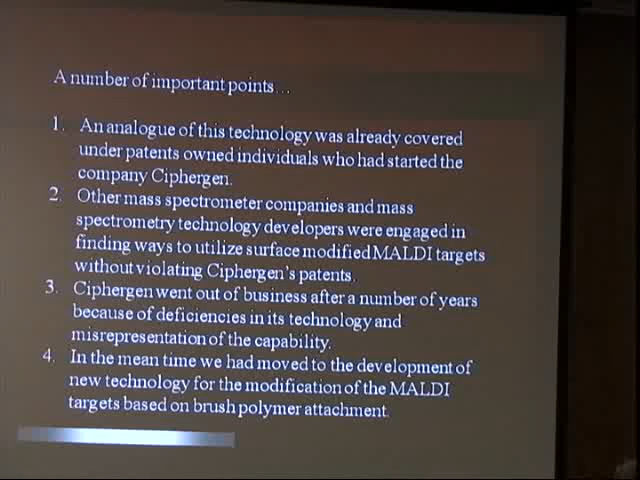 A number of important points...
1. An analogue of this technology was already covered
under patents owned individuals who had started the
company Ciphergen.
2. Other mass spectrometer companies and mass
spectrometry technology developers were engaged in
finding ways to utilize surface modified MALDI targets
without violating Ciphergen's patents.
3. Ciphergen went out of business after a number of years
because of deficiencies in its technology and
misrepresentation of the capability.
4. In the mean time we had moved to the development of
new technology for the modification of the MALDI
targets based on brush polymer attachment.